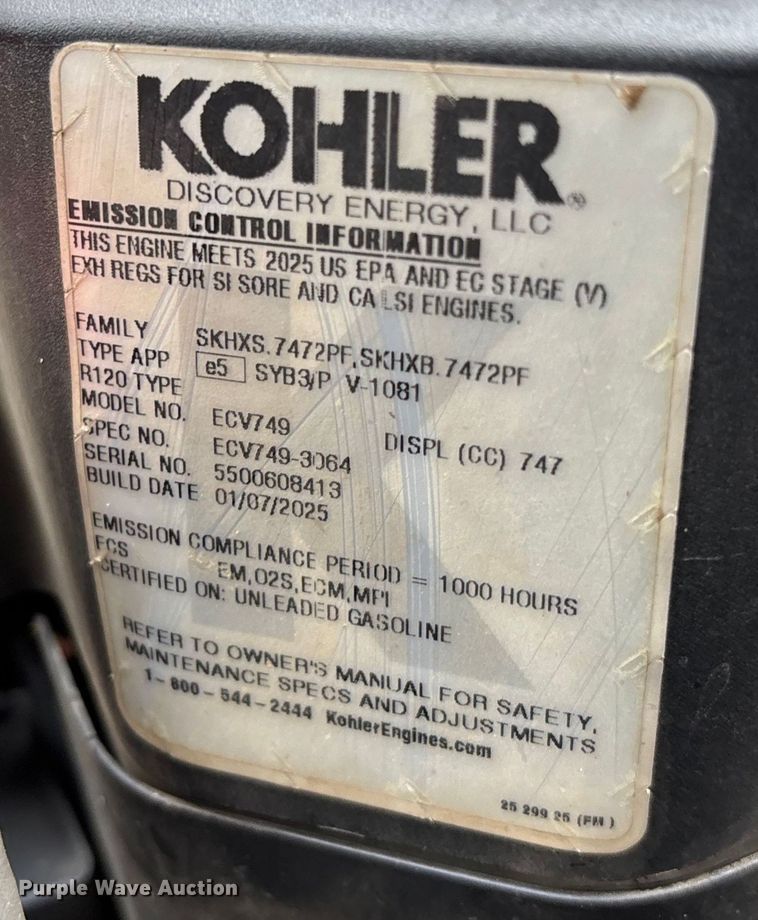 KOHLER®
DISCOVERY ENERGY, LLC
EMISSION CONTROL INFORMATION
THIS ENGINE MEETS 2025 US EPA AND EC STAGE (V)
EXH REGS FOR SI SORE AND CA LSI ENGINES.
FAMILY SKHXS.7472PF,SKHXB.7472PF
TYPE APP e5 SYB3/P V-1081
R120 TYPE
MODEL NO. ECV749 DISPL (CC) 747
SPEC NO. ECV749-3064
SERIAL NO. 5500608413
BUILD DATE 01/07/2025
EMISSION COMPLIANCE PERIOD = 1000 HOURS
ECS EM,O2S,ECM,MPI
CERTIFIED ON: UNLEADED GASOLINE
REFER TO OWNER'S MANUAL FOR SAFETY,
MAINTENANCE SPECS AND ADJUSTMENTS
1-800-544-2444 KohlerEngines.com
25 299 25 (FM)
Purple Wave Auction